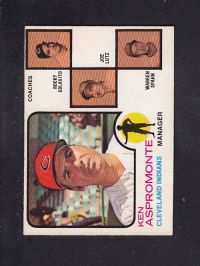 COACHES
ROCKY
COLAVITO
JOE
LUTZ
WARREN
SPAHN
KEN
ASPROMONTE
CLEVELAND INDIANS
MANAGER